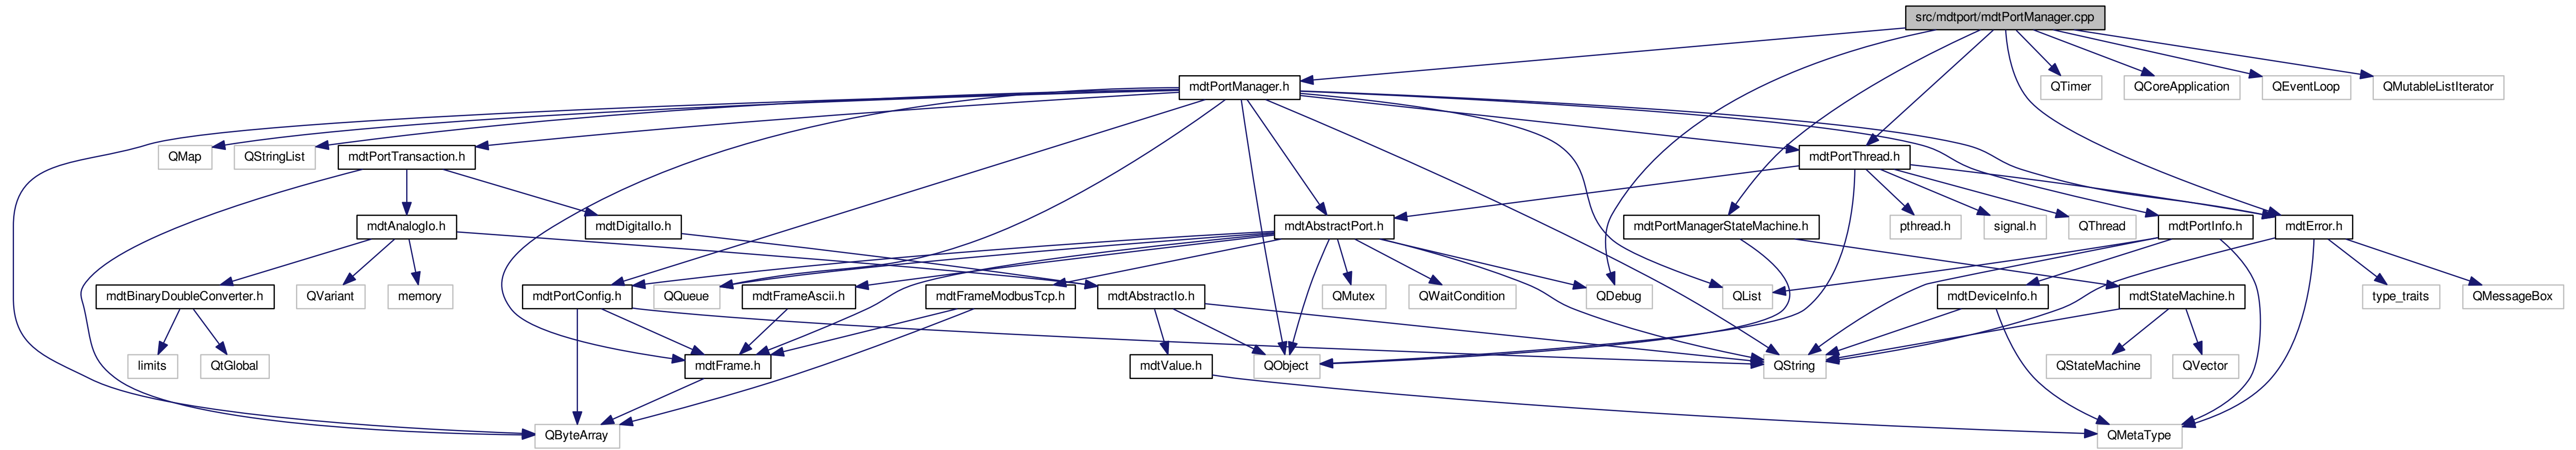 src/mdtport/mdtPortManager.cpp
mdtPortManager.h
QTimer
QCoreApplication
QEventLoop
QMutableListIterator
QMap
QStringList
mdtPortTransaction.h
mdtPortThread.h
mdtAnalogIo.h
mdtDigitalIo.h
mdtAbstractPort.h
mdtPortManagerStateMachine.h
pthread.h
signal.h
QThread
mdtPortInfo.h
mdtError.h
mdtBinaryDoubleConverter.h
QVariant
memory
mdtPortConfig.h
QQueue
mdtFrameAscii.h
mdtFrameModbusTcp.h
mdtAbstractIo.h
QMutex
QWaitCondition
QDebug
QList
mdtDeviceInfo.h
mdtStateMachine.h
type_traits
QMessageBox
limits
QtGlobal
mdtFrame.h
mdtValue.h
QObject
QString
QStateMachine
QVector
QByteArray
QMetaType